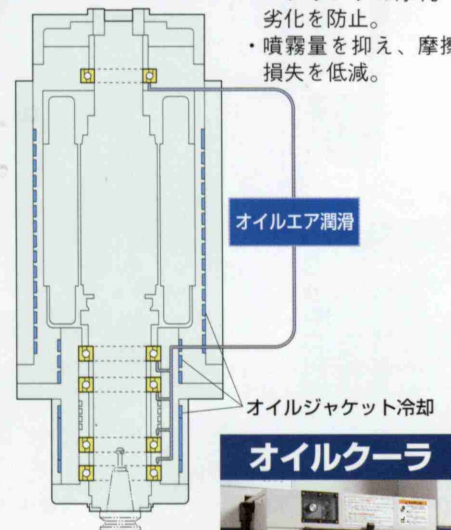 劣化を防止。
・噴霧量を抑え、摩擦
損失を低減。
オイルエア潤滑
オイルジャケット冷却
オイルクーラ